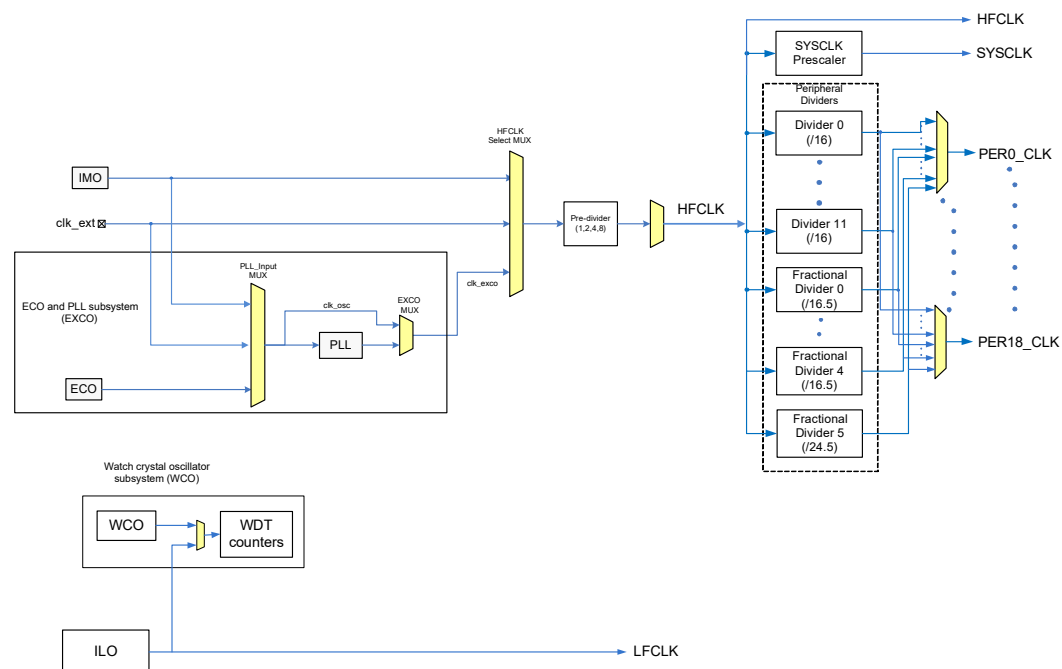 HFCLK
SYSCLK
Prescaler
SYSCLK
Peripheral
Dividers
HFCLK
Select MUX
Divider 0
(/16)
PER0_CLK
IMO
clk_ext
HFCLK
Pre-divider
(1,2,4,8)
Divider 11
(/16)
PLL_Input
MUX
ECO and PLL subsystem
(EXCO)
clk_osc
EXCO
MUX
clk_exco
Fractional
Divider 0
(/16.5)
PLL
PER18_CLK
ECO
Fractional
Divider 4
(/16.5)
Fractional
Divider 5
(/24.5)
Watch crystal oscillator
subsystem (WCO)
WCO
WDT
counters
ILO
LFCLK